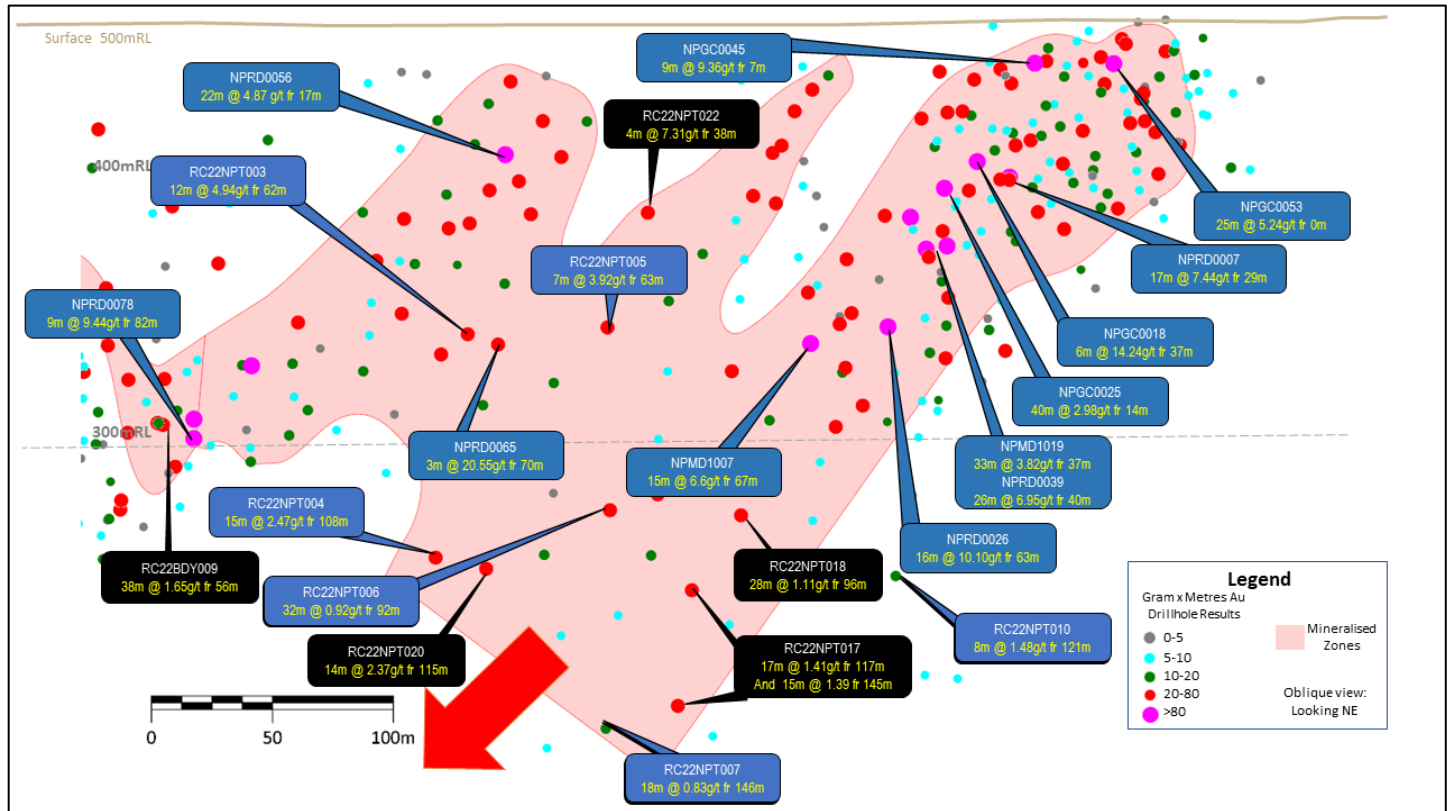 Surface 500mRL
NPGC0045
9m @ 9.36g/t fr 7m
NPRD0056
22m @ 4.87 g/t fr 17m
RC22NPT022
4m @ 7.31g/t fr 38m
400mRL
RC22NPT003
12m @ 4.94g/t fr 62m
NPGC0053
25m @ 5.24g/t fr 0m
RC22NPT005
7m @ 3.92g/t fr 63m
NPRD0007
17m @ 7.44g/t fr 29m
NPRD0078
9m @ 9.44g/t fr 82m
NPGC0018
6m @ 14.24g/t fr 37m
NPGC0025
40m @ 2.98g/t fr 14m
300mRL
NPRD0065
3m @ 20.55g/t fr 70m
NPMD1007
15m @ 6.6g/t fr 67m
NPMD1019
33m @ 3.82g/t fr 37m
NPRD0039
26m @ 6.95g/t fr 40m
RC22NPT004
15m @ 2.47g/t fr 108m
NPRD0026
16m @ 10.10g/t fr 63m
RC22BDY009
38m @ 1.65g/t fr 56m
RC22NPT018
28m @ 1.11g/t fr 96m
RC22NPT006
32m @ 0.92g/t fr 92m
RC22NPT010
8m @ 1.48g/t fr 121m
RC22NPT020
14m @ 2.37g/t fr 115m
RC22NPT017
17m @ 1.41g/t fr 117m
And 15m @ 1.39 fr 145m
RC22NPT007
18m @ 0.83g/t fr 146m
0 50 100m
Legend
Gram x Metres Au
Drillhole Results
0-5
5-10
10-20
20-80
>80
Mineralised
Zones
Oblique view:
Looking NE